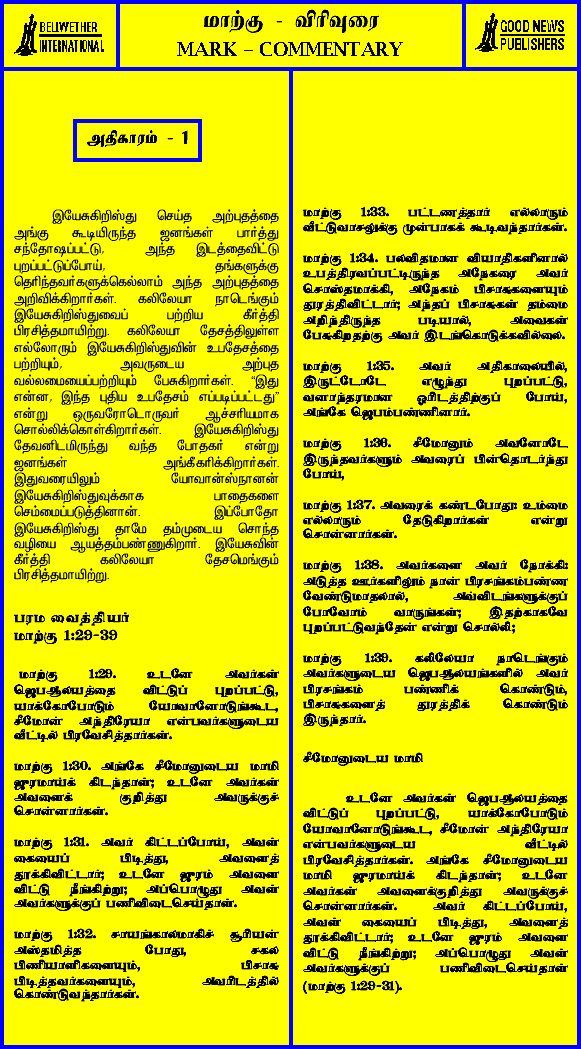 BELLWETHER
INTERNATIONAL
மாற்கு - விரிவுரை
MARK – COMMENTARY
GOOD NEWS
PUBLISHERS
அதிகாரம் - 1
இயேசுகிறிஸ்து செய்த அற்புதத்தை
அங்கு கூடியிருந்த ஜனங்கள் பார்த்து
சந்தோஷப்பட்டு, அந்த இடத்தைவிட்டு
புறப்பட்டுப்போய், தங்களுக்கு
தெரிந்தவர்களுக்கெல்லாம் அந்த அற்புதத்தை
அறிவிக்கிறார்கள். கலிலேயா நாடெங்கும்
இயேசுகிறிஸ்துவைப் பற்றிய கீர்த்தி
பிரசித்தமாயிற்று. கலிலேயா தேசத்திலுள்ள
எல்லோரும் இயேசுகிறிஸ்துவின் உபதேசத்தை
பற்றியும், அவருடைய அற்புத
வல்லமையைப்பற்றியும் பேசுகிறார்கள். “இது
என்ன, இந்த புதிய உபதேசம் எப்படிப்பட்டது”
என்று ஒருவரோடொருவர் ஆச்சரியமாக
சொல்லிக்கொள்கிறார்கள். இயேசுகிறிஸ்து
தேவனிடமிருந்து வந்த போதகர் என்று
ஜனங்கள் அங்கீகரிக்கிறார்கள்.
இதுவரையிலும் யோவான்ஸ்நானன்
இயேசுகிறிஸ்துவுக்காக பாதைகளை
செம்மைப்படுத்தினான். இப்போதோ
இயேசுகிறிஸ்து தாமே தம்முடைய சொந்த
வழியை ஆயத்தம்பண்ணுகிறார். இயேசுவின்
கீர்த்தி கலிலேயா தேசமெங்கும்
பிரசித்தமாயிற்று.
பரம வைத்தியர்
மாற்கு 1:29-39
மாற்கு 1:29. உடனே அவர்கள்
ஜெபஆலயத்தை விட்டுப் புறப்பட்டு,
யாக்கோபோடும் யோவானோடுங்கூட,
சீமோன் அந்திரேயா என்பவர்களுடைய
வீட்டில் பிரவேசித்தார்கள்.
மாற்கு 1:30. அங்கே சீமோனுடைய மாமி
ஜுரமாய்க் கிடந்தாள்; உடனே அவர்கள்
அவளைக் குறித்து அவருக்குச்
சொன்னார்கள்.
மாற்கு 1:31. அவர் கிட்டப்போய், அவள்
கையைப் பிடித்து, அவளைத்
தூக்கிவிட்டார்; உடனே ஜுரம் அவளை
விட்டு நீங்கிற்று; அப்பொழுது அவள்
அவர்களுக்குப் பணிவிடைசெய்தாள்.
மாற்கு 1:32. சாயங்காலமாகிச் சூரியன்
அஸ்தமித்த போது, சகல
பிணியாளிகளையும், பிசாசு
பிடித்தவர்களையும், அவரிடத்தில்
கொண்டுவந்தார்கள்.
மாற்கு 1:33. பட்டணத்தார் எல்லாரும்
வீட்டுவாசலுக்கு முன்பாகக் கூடிவந்தார்கள்.
மாற்கு 1:34. பலவிதமான வியாதிகளினால்
உபத்திரவப்பட்டிருந்த அநேகரை அவர்
சொஸ்தமாக்கி, அநேகம் பிசாசுகளையும்
துரத்திவிட்டார்; அந்தப் பிசாசுகள் தம்மை
அறிந்திருந்த படியால், அவைகள்
பேசுகிறதற்கு அவர் இடங்கொடுக்கவில்லை.
மாற்கு 1:35. அவர் அதிகாலையில்,
இருட்டோடே எழுந்து புறப்பட்டு,
வனாந்தரமான ஓரிடத்திற்குப் போய்,
அங்கே ஜெபம்பண்ணினார்.
மாற்கு 1:36. சீமோனும் அவனோடே
இருந்தவர்களும் அவரைப் பின்தொடர்ந்து
போய்,
மாற்கு 1:37. அவரைக் கண்டபோது: உம்மை
எல்லாரும் தேடுகிறார்கள் என்று
சொன்னார்கள்.
மாற்கு 1:38. அவர்களை அவர் நோக்கி:
அடுத்த ஊர்களிலும் நான் பிரசங்கம்பண்ண
வேண்டுமாதலால், அவ்விடங்களுக்குப்
போவோம் வாருங்கள்; இதற்காகவே
புறப்பட்டுவந்தேன் என்று சொல்லி;
மாற்கு 1:39. கலிலேயா நாடெங்கும்
அவர்களுடைய ஜெபஆலயங்களில் அவர்
பிரசங்கம் பண்ணிக் கொண்டும்,
பிசாசுகளைத் துரத்திக் கொண்டும்
இருந்தார்.
சீமோனுடைய மாமி
உடனே அவர்கள் ஜெபஆலயத்தை
விட்டுப் புறப்பட்டு, யாக்கோபோடும்
யோவானோடுங்கூட, சீமோன் அந்திரேயா
என்பவர்களுடைய வீட்டில்
பிரவேசித்தார்கள். அங்கே சீமோனுடைய
மாமி ஜுரமாய்க் கிடந்தாள்; உடனே
அவர்கள் அவளைக்குறித்து அவருக்குச்
சொன்னார்கள். அவர் கிட்டப்போய்,
அவள் கையைப் பிடித்து, அவளைத்
தூக்கிவிட்டார்; உடனே ஜுரம் அவளை
விட்டு நீங்கிற்று; அப்பொழுது அவள்
அவர்களுக்குப் பணிவிடைசெய்தாள்
(மாற்கு 1:29-31).